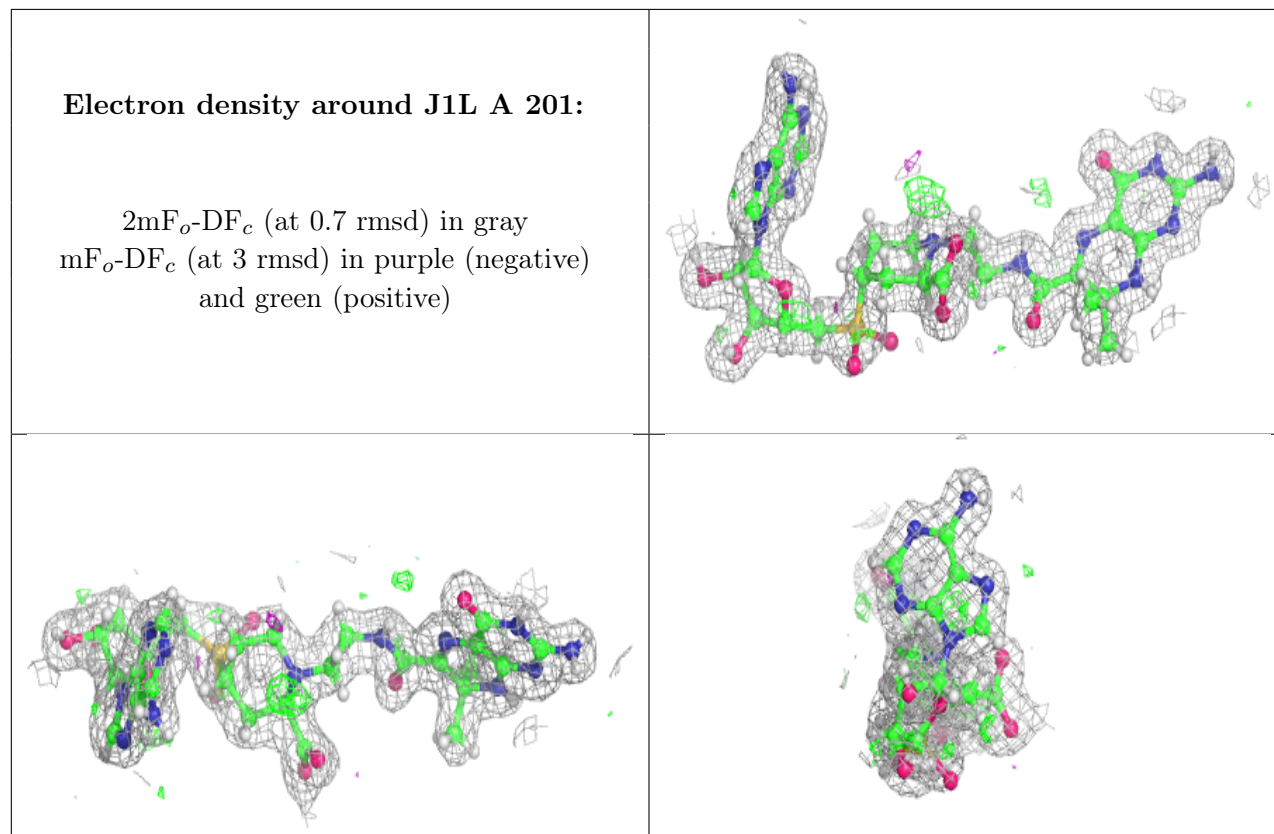 Electron density around J1L A 201:
2mFo-DFc (at 0.7 rmsd) in gray
mFo-DFc (at 3 rmsd) in purple (negative)
and green (positive)